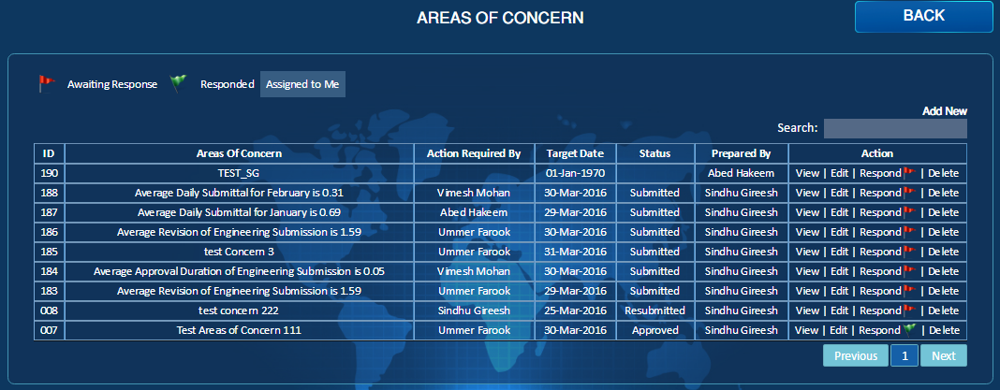 AREAS OF CONCERN BACK
Awaiting Response Responded Assigned to Me
Add New
Search:
ID Areas Of Concern Action Required By Target Date Status Prepared By Action
190 TEST_SG 01-Jan-1970 Abed Hakeem View | Edit | Respond | Delete
188 Average Daily Submittal for February is 0.31 Vimesh Mohan 30-Mar-2016 Submitted Sindhu Gireesh View | Edit | Respond | Delete
187 Average Daily Submittal for January is 0.69 Abed Hakeem 29-Mar-2016 Submitted Sindhu Gireesh View | Edit | Respond | Delete
186 Average Revision of Engineering Submission is 1.59 Ummer Farook 30-Mar-2016 Submitted Sindhu Gireesh View | Edit | Respond | Delete
185 test Concern 3 Ummer Farook 31-Mar-2016 Submitted Sindhu Gireesh View | Edit | Respond | Delete
184 Average Approval Duration of Engineering Submission is 0.05 Vimesh Mohan 30-Mar-2016 Submitted Sindhu Gireesh View | Edit | Respond | Delete
183 Average Revision of Engineering Submission is 1.59 Ummer Farook 29-Mar-2016 Submitted Sindhu Gireesh View | Edit | Respond | Delete
008 test concern 222 Sindhu Gireesh 25-Mar-2016 Resubmitted Sindhu Gireesh View | Edit | Respond | Delete
007 Test Areas of Concern 111 Ummer Farook 30-Mar-2016 Approved Sindhu Gireesh View | Edit | Respond | Delete
Previous 1 Next